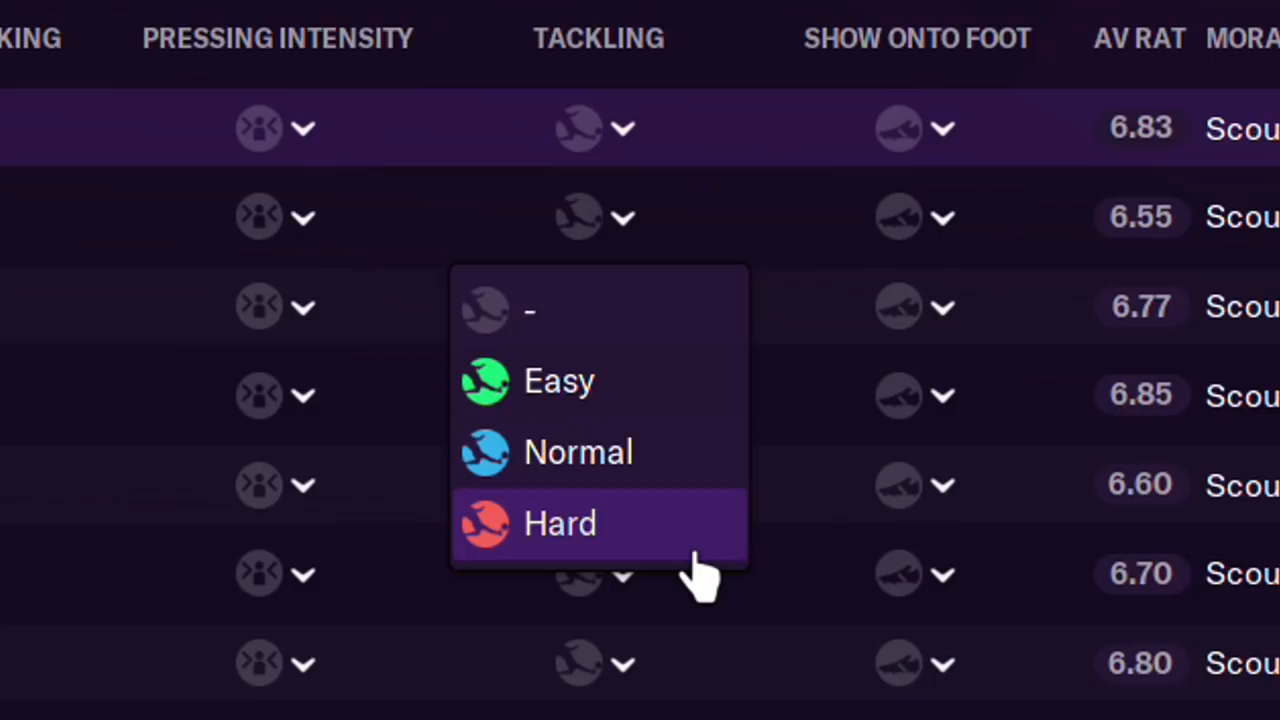 KING PRESSING INTENSITY TACKLING SHOW ONTO FOOT AV RAT MORA
6.83 Scou
6.55 Scou
-
6.77 Scou
Easy
6.85 Scou
Normal
6.60 Scou
Hard
6.70 Scou
6.80 Scou